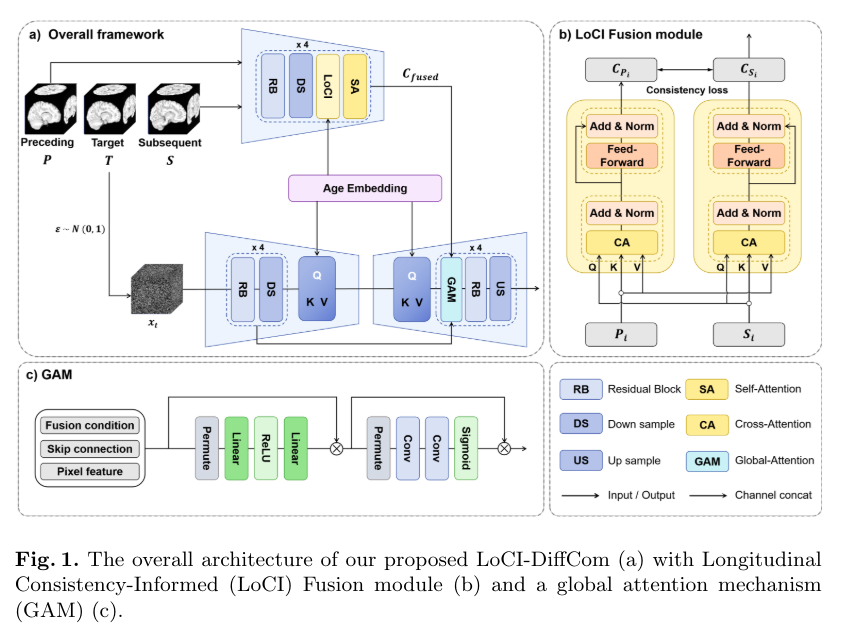 a) Overall framework
x 4
RB
DS
LoCI
SA
C_fused
Preceding
P
Target
T
Subsequent
S
Age Embedding
ε ~ N (0, 1)
x_t
x 4
RB
DS
Q
K V
Q
K V
x 4
GAM
RB
US
b) LoCI Fusion module
C_{P_i}
C_{S_i}
Consistency loss
Add & Norm
Feed-
Forward
Add & Norm
CA
Q K V
Add & Norm
Feed-
Forward
Add & Norm
CA
Q K V
P_i
S_i
c) GAM
Fusion condition
Skip connection
Pixel feature
Permute
Linear
ReLU
Linear
Permute
Conv
Conv
Sigmoid
RB Residual Block SA Self-Attention
DS Down sample CA Cross-Attention
US Up sample GAM Global-Attention
Input / Output Channel concat
Fig. 1. The overall architecture of our proposed LoCI-DiffCom (a) with Longitudinal
Consistency-Informed (LoCI) Fusion module (b) and a global attention mechanism
(GAM) (c).